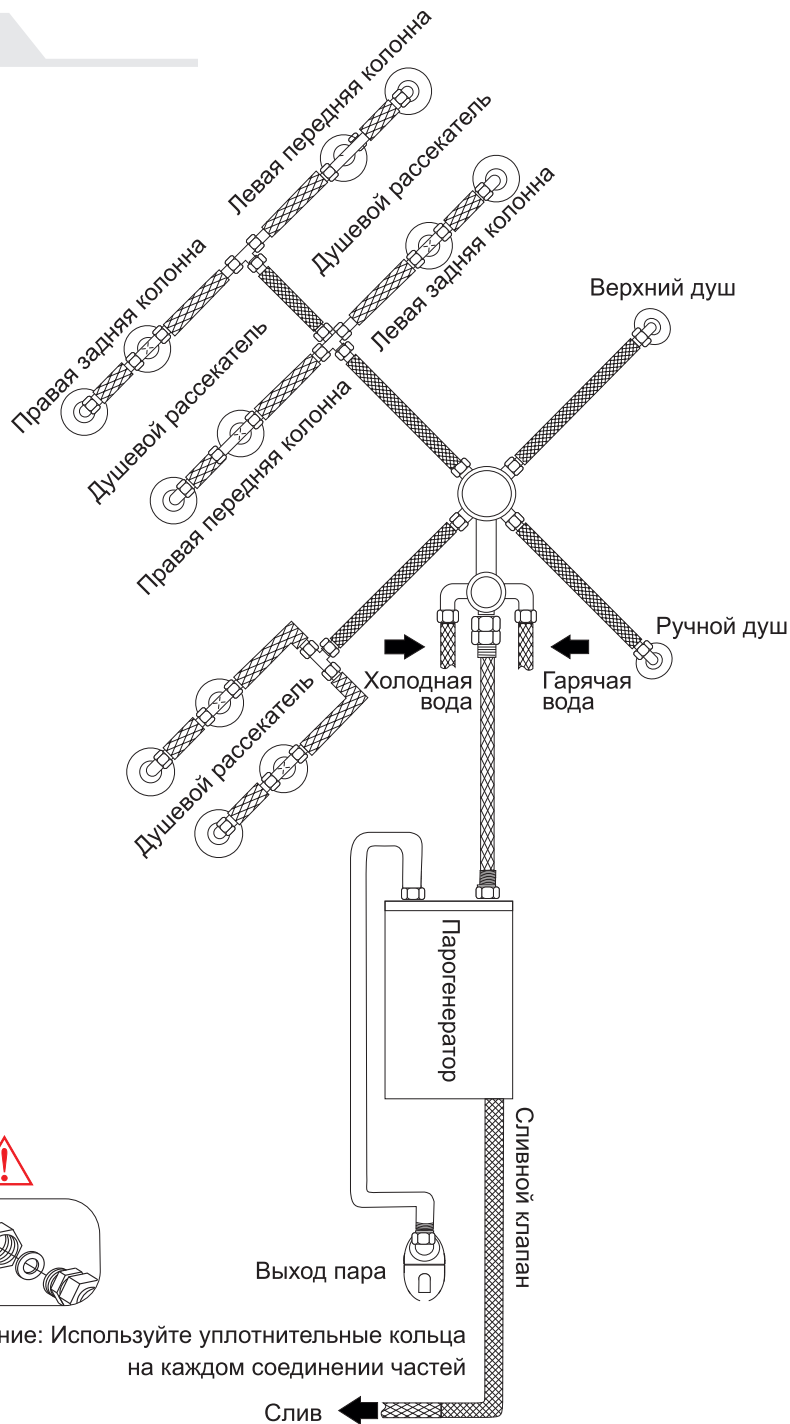 Левая передняя колонна
Душевой рассекатель
Левая задняя колонна
Правая задняя колонна
Душевой рассекатель
Правая передняя колонна
Верхний душ
Ручной душ
Холодная
вода
Гарячая
вода
Душевой рассекатель
Парогенератор
Сливной клапан
Выход пара
ние: Используйте уплотнительные кольца
на каждом соединении частей
Слив